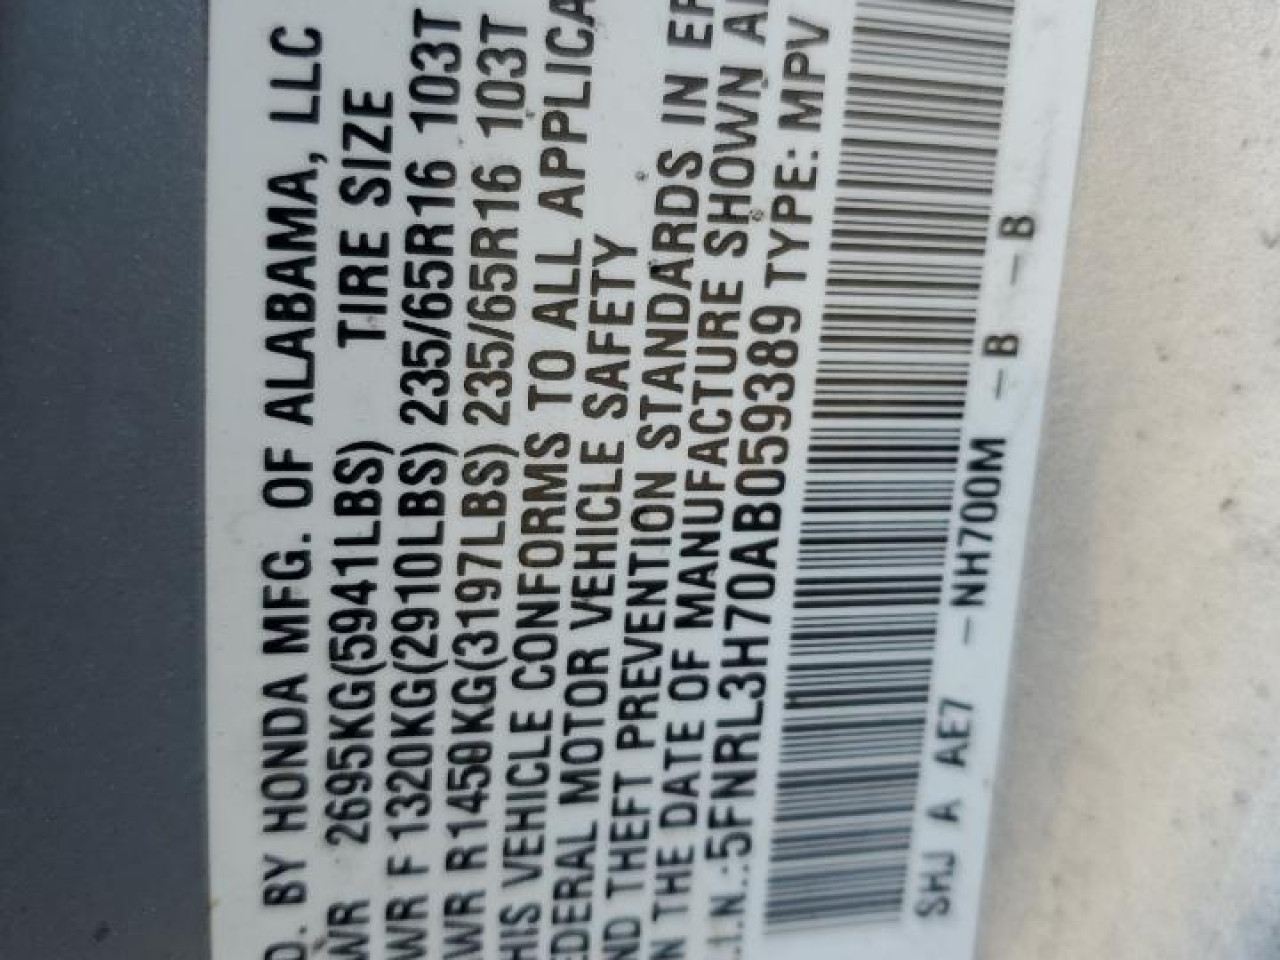 D. BY HONDA MFG. OF ALABAMA, LLC
WR 2695KG(5941LBS) TIRE SIZE
WR F 1320KG(2910LBS) 235/65R16 103T
WR R1450KG(3197LBS) 235/65R16 103T
HIS VEHICLE CONFORMS TO ALL APPLICA
EDERAL MOTOR VEHICLE SAFETY
ND THEFT PREVENTION STANDARDS IN EF
N THE DATE OF MANUFACTURE SHOWN A
.I.N.:5FNRL3H70AB059389 TYPE: MPV
SHJ A AE7 -NH700M -B -B